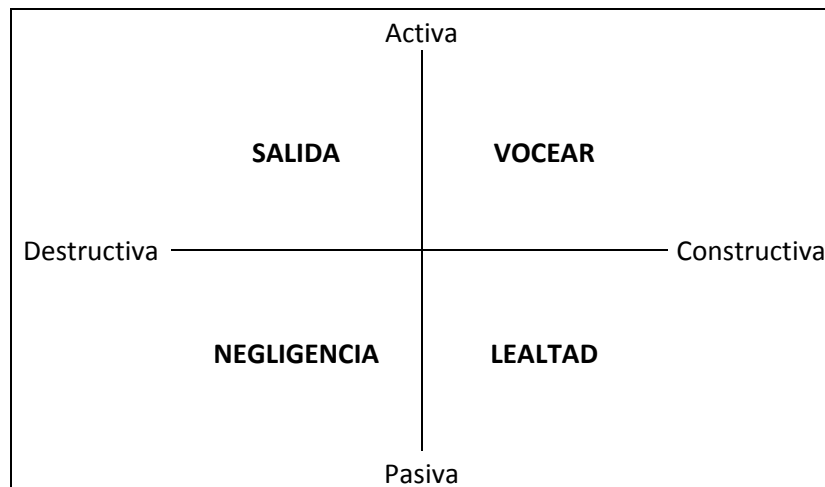 Activa
SALIDA VOCEAR
Destructiva Constructiva
NEGLIGENCIA LEALTAD
Pasiva